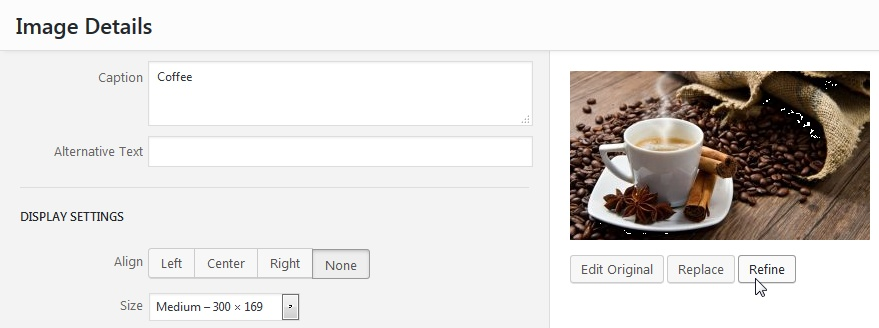 Image Details
Caption
Coffee
Alternative Text
DISPLAY SETTINGS
Align
Left
Center
Right
None
Size
Medium – 300 × 169
Edit Original
Replace
Refine